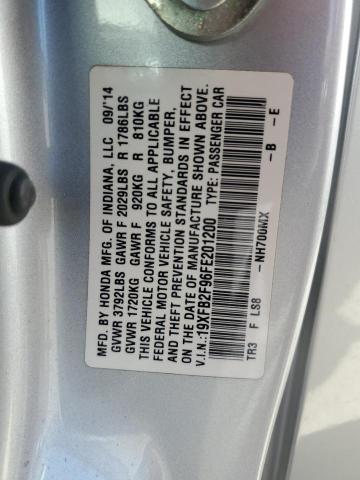 MFD. BY HONDA MFG. OF INDIANA, LLC 09/'14
GVWR 3792LBS GAWR F 2029LBS R 1786LBS
GVWR 1720KG GAWR F 920KG R 810KG
THIS VEHICLE CONFORMS TO ALL APPLICABLE
FEDERAL MOTOR VEHICLE SAFETY, BUMPER,
AND THEFT PREVENTION STANDARDS IN EFFECT
ON THE DATE OF MANUFACTURE SHOWN ABOVE.
V.I.N.:19XFB2F96FE201200 TYPE: PASSENGER CAR
TR3 F LS8 -NH700MX -B -E